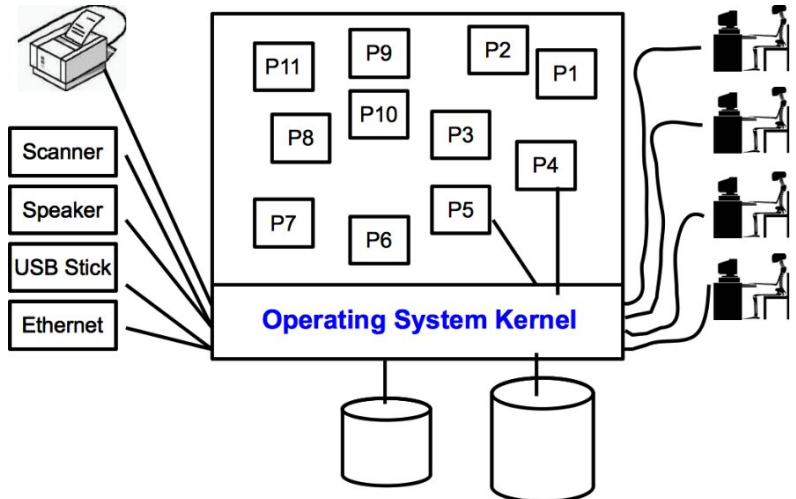 P11
P9
P2
P1
P10
P8
P3
P4
P7
P6
P5
Scanner
Speaker
USB Stick
Ethernet
Operating System Kernel